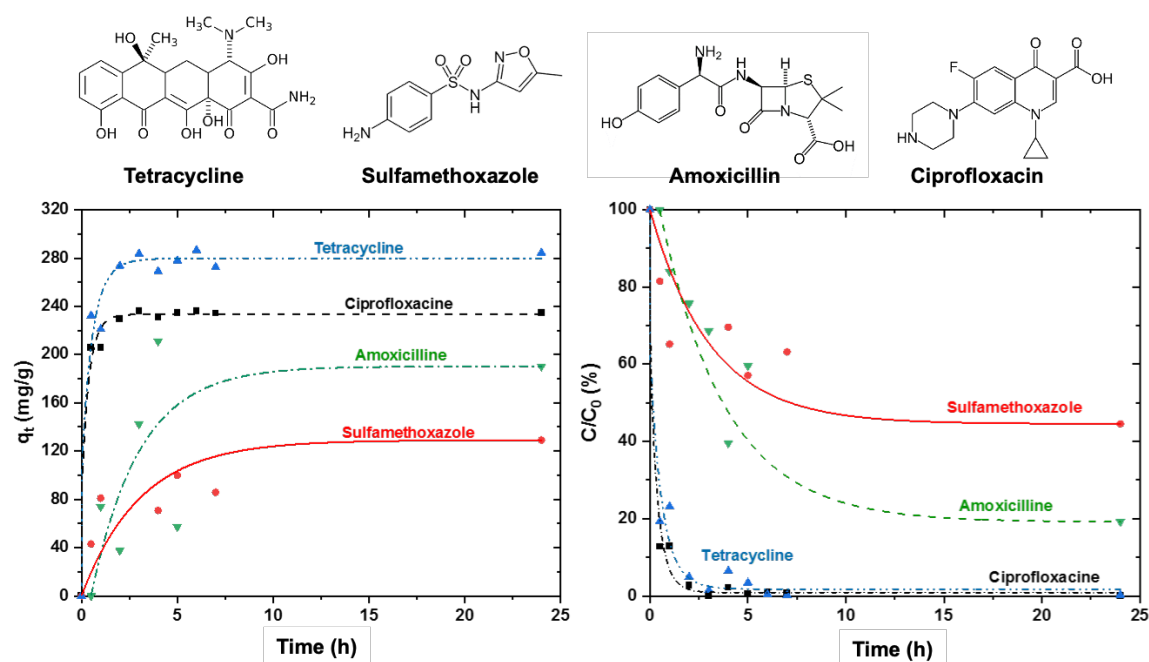 HO CH₃ H₃C N CH₃ OH
NH₂
OH O OH OH O O
O O S N H N O
H₂N
NH₂
H N H S
O N
HO O
O OH
O O
F OH
N N
HN
Tetracycline Sulfamethoxazole Amoxicillin Ciprofloxacin
320
280
240
200
160
120
80
40
0
qt (mg/g)
Tetracycline
Ciprofloxacine
Amoxicilline
Sulfamethoxazole
0 5 10 15 20 25
Time (h)
100
80
60
40
20
0
C/C₀ (%)
Sulfamethoxazole
Amoxicilline
Tetracycline
Ciprofloxacine
0 5 10 15 20 25
Time (h)